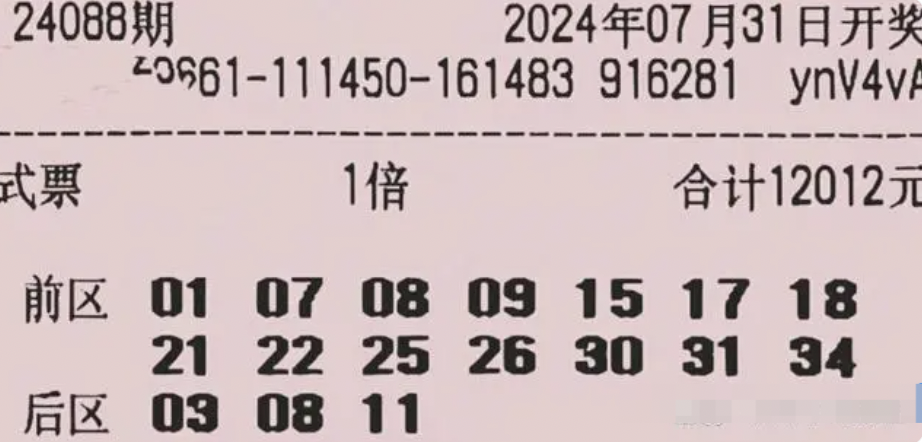 24088期 2024年07月31日开奖
61-111450-161483 916281 ynV4vA
式票 1倍 合计12012元
前区 01 07 08 09 15 17 18
21 22 25 26 30 31 34
后区 03 08 11